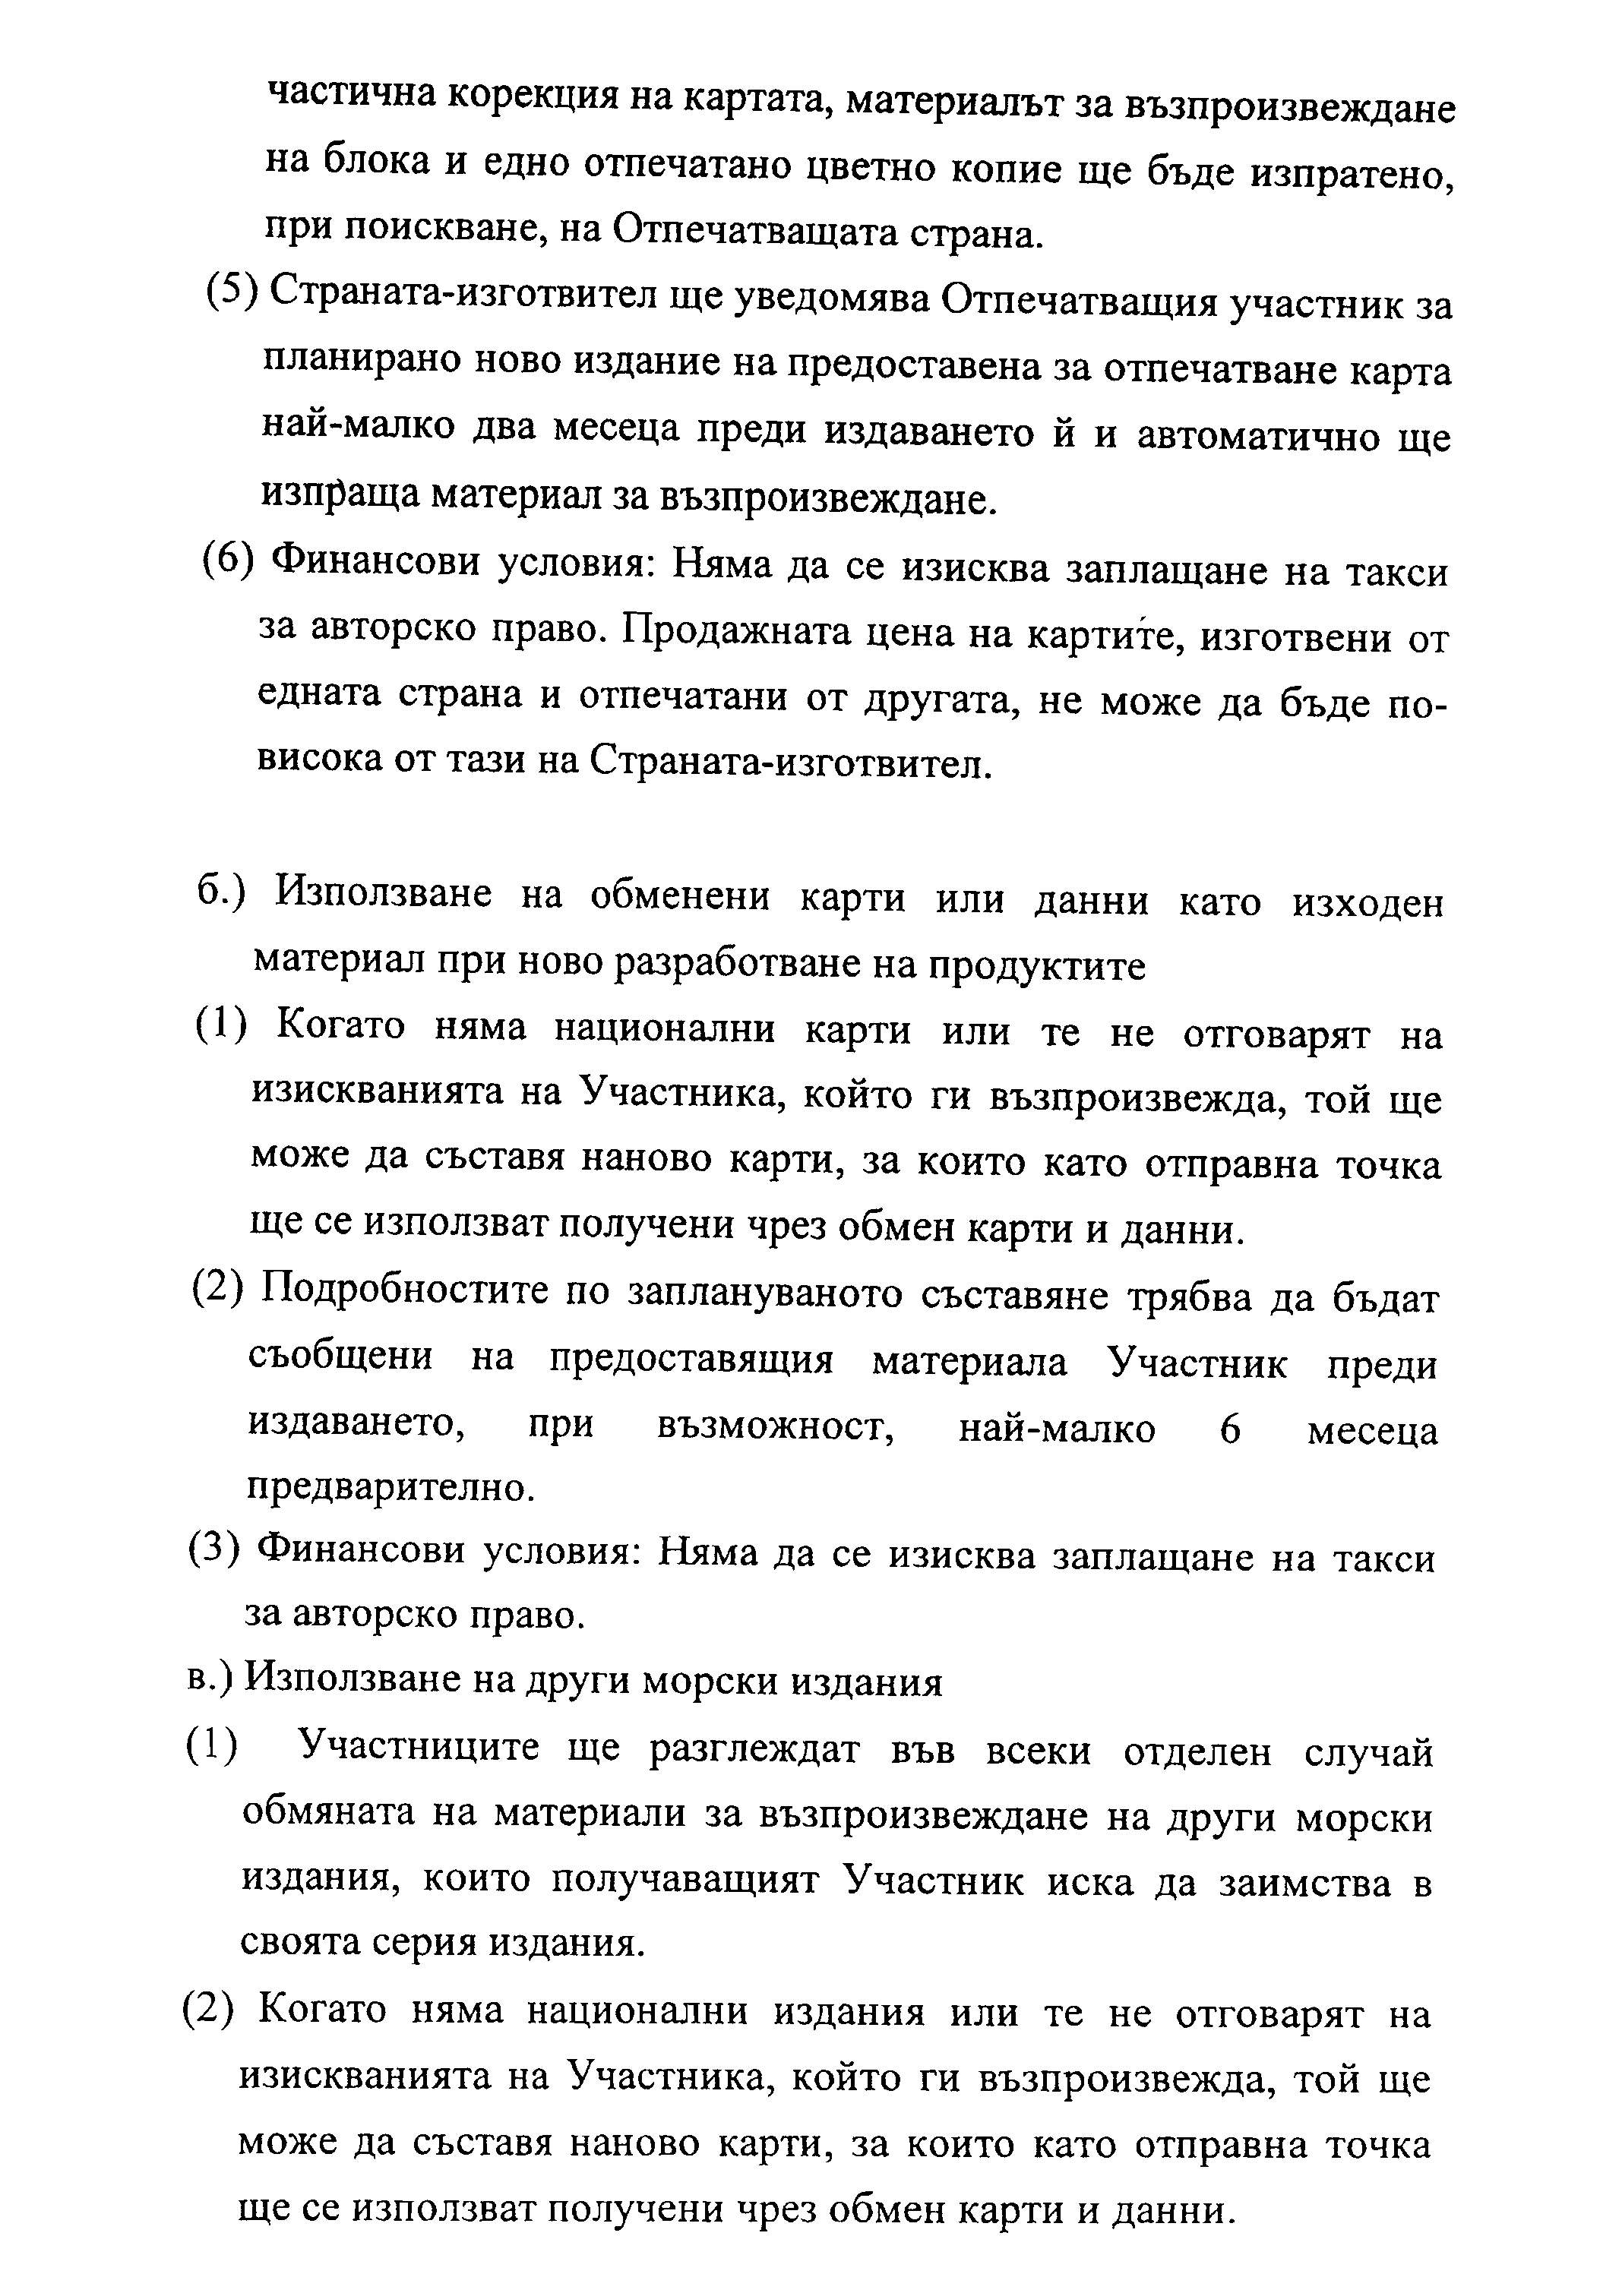 частична корекция на картата, материалът за възпроизвеждане
на блока и едно отпечатано цветно копие ще бъде изпратено,
при поискване, на Отпечатващата страна.
(5) Страната-изготвител ще уведомява Отпечатващия участник за
планирано ново издание на предоставена за отпечатване карта
най-малко два месеца преди издаването й и автоматично ще
изпраща материал за възпроизвеждане.
(6) Финансови условия: Няма да се изисква заплащане на такси
за авторско право. Продажната цена на картите, изготвени от
едната страна и отпечатани от другата, не може да бъде по-
висока от тази на Страната-изготвител.
б.) Използване на обменени карти или данни като изходен
материал при ново разработване на продуктите
(1) Когато няма национални карти или те не отговарят на
изискванията на Участника, който ги възпроизвежда, той ще
може да съставя наново карти, за които като отправна точка
ще се използват получени чрез обмен карти и данни.
(2) Подробностите по заплануваното съставяне трябва да бъдат
съобщени на предоставящия материала Участник преди
издаването, при възможност, най-малко 6 месеца
предварително.
(3) Финансови условия: Няма да се изисква заплащане на такси
за авторско право.
в.) Използване на други морски издания
(1) Участниците ще разглеждат във всеки отделен случай
обмяната на материали за възпроизвеждане на други морски
издания, които получаващият Участник иска да заимства в
своята серия издания.
(2) Когато няма национални издания или те не отговарят на
изискванията на Участника, който ги възпроизвежда, той ще
може да съставя наново карти, за които като отправна точка
ще се използват получени чрез обмен карти и данни.